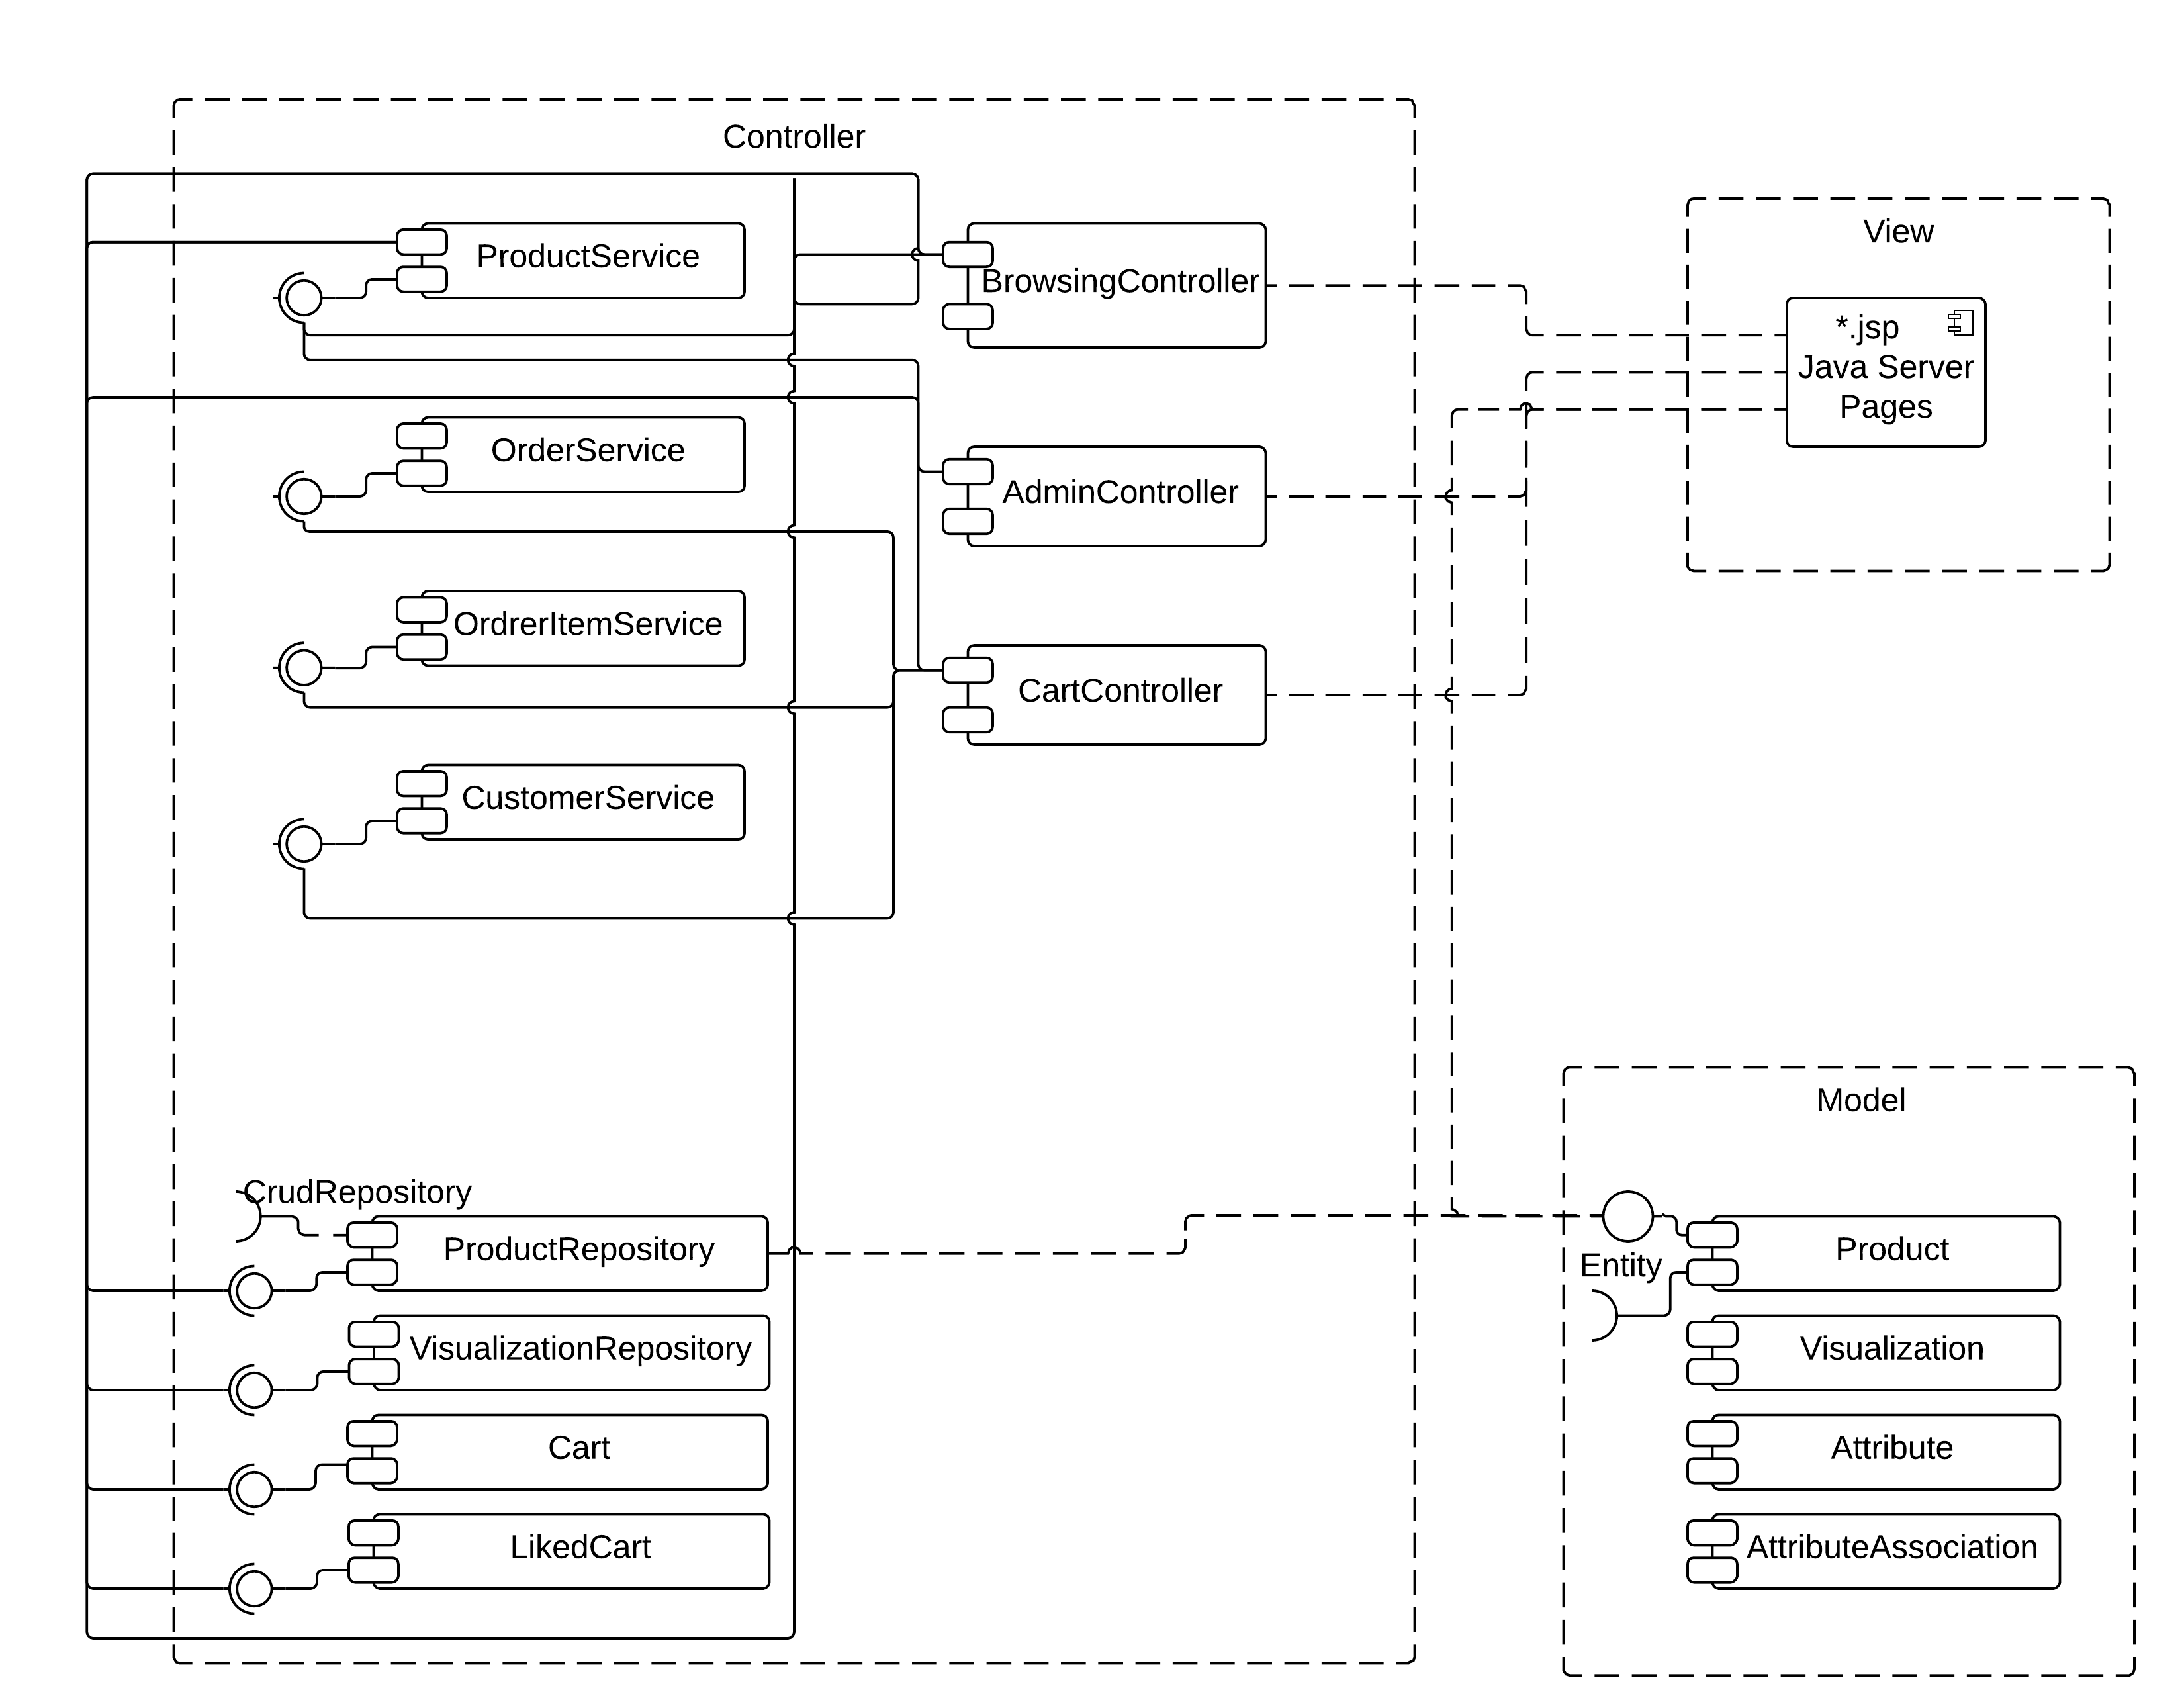 Controller
ProductService
BrowsingController
OrderService
AdminController
OrdrerItemService
CartController
CustomerService
View
*.jsp
Java Server
Pages
CrudRepository
ProductRepository
VisualizationRepository
Cart
LikedCart
Model
Entity
Product
Visualization
Attribute
AttributeAssociation